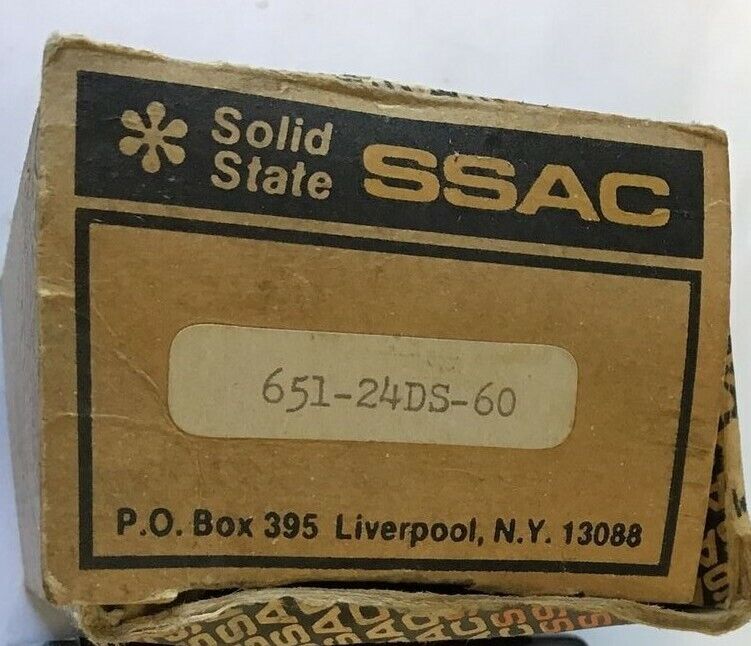 Solid
State SSAC
651-24DS-60
P.O. Box 395 Liverpool, N.Y. 13088